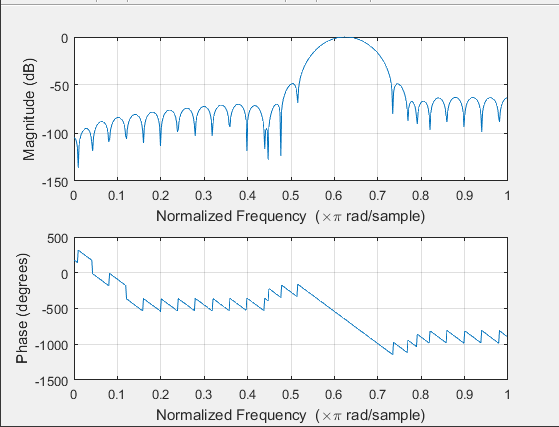 0
-50
-100
-150
Magnitude (dB)
0 0.1 0.2 0.3 0.4 0.5 0.6 0.7 0.8 0.9 1
Normalized Frequency (×π rad/sample)
500
0
-500
-1000
-1500
Phase (degrees)
0 0.1 0.2 0.3 0.4 0.5 0.6 0.7 0.8 0.9 1
Normalized Frequency (×π rad/sample)